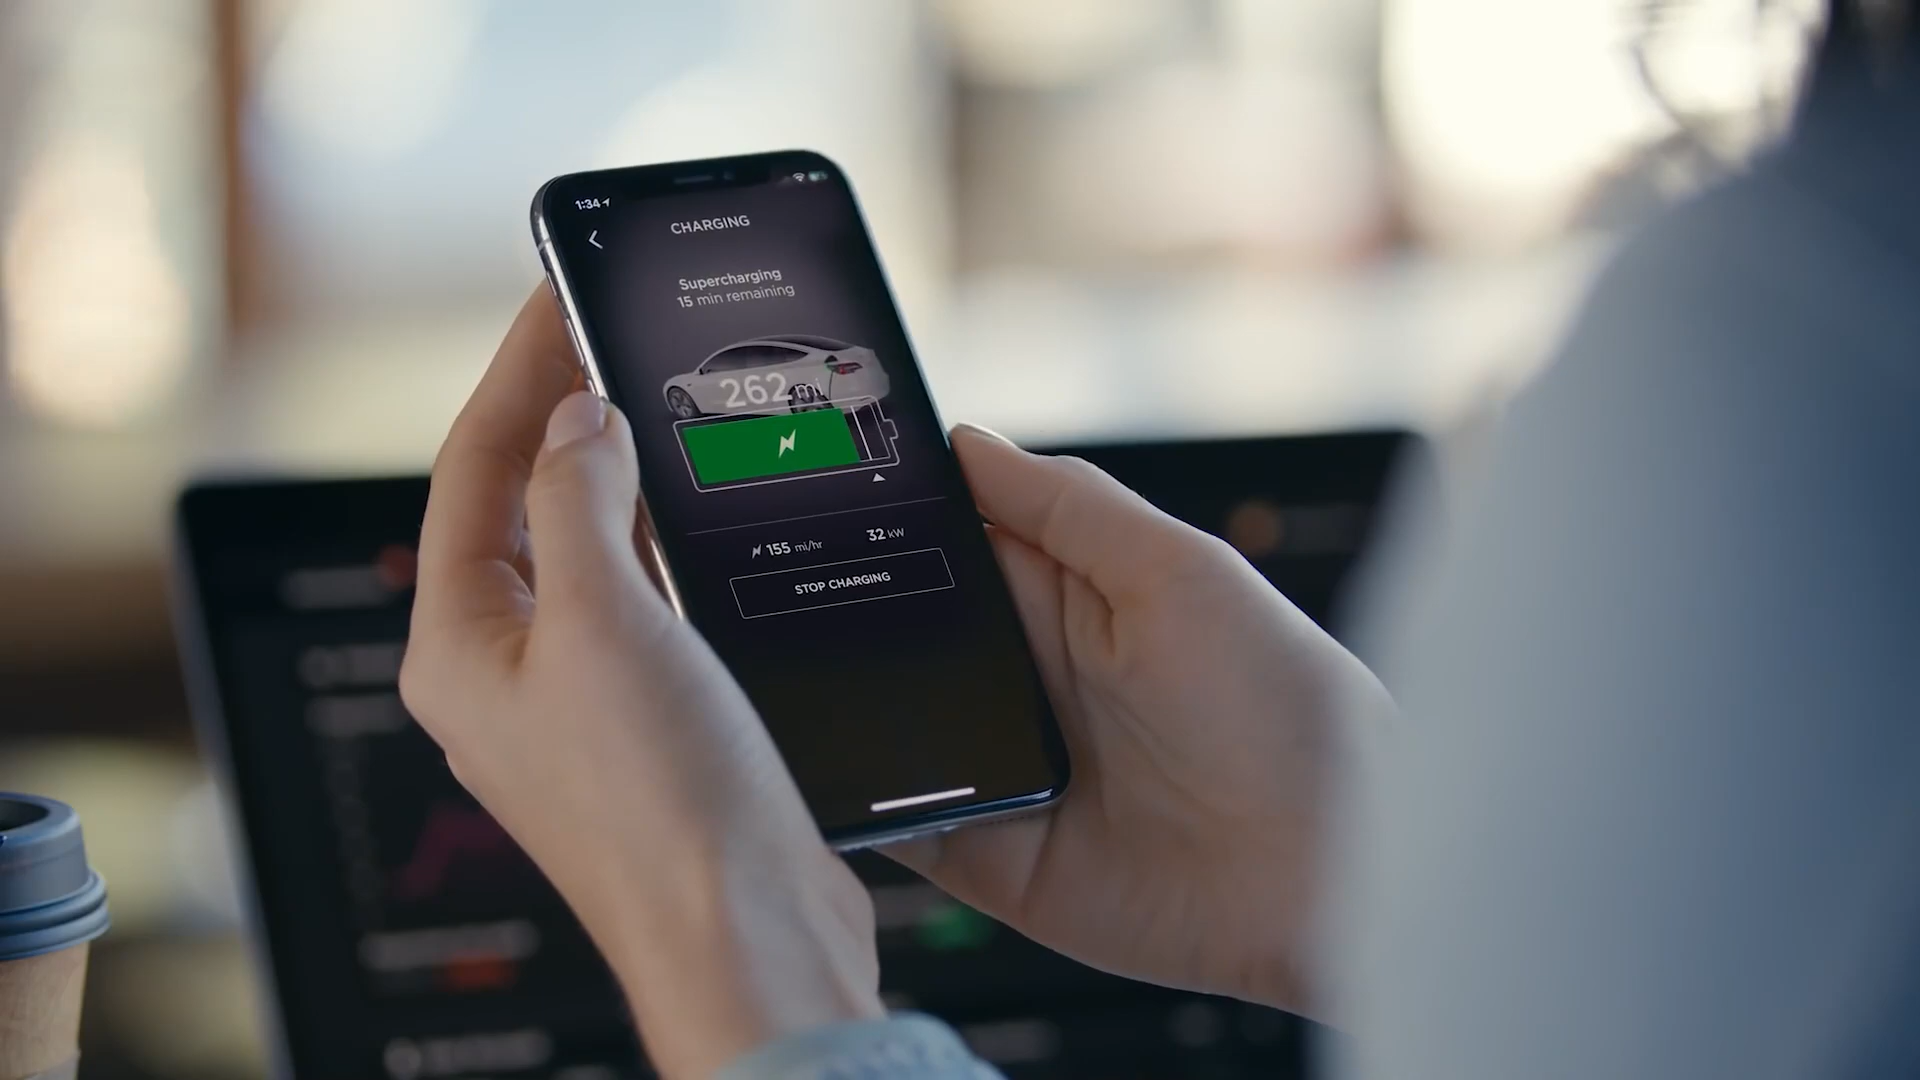 1:34
CHARGING
Supercharging
15 min remaining
262 mi
155 mi/hr
32 kW
STOP CHARGING